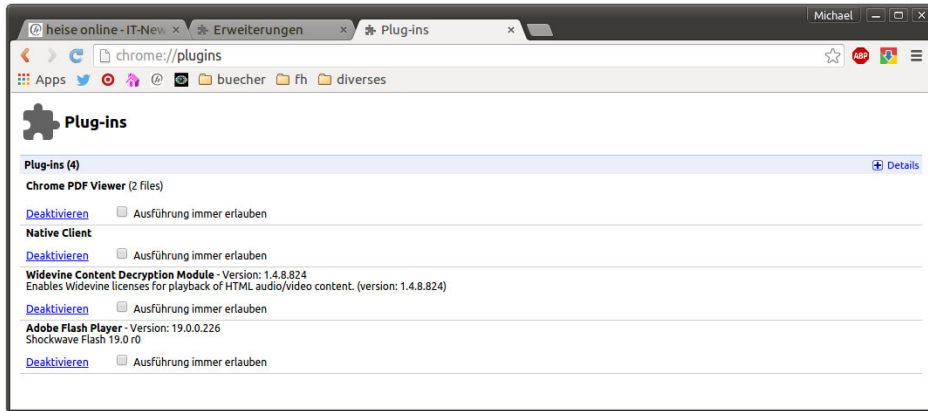 Michael
heise online - IT-New
Erweiterungen
Plug-ins
chrome://plugins
ABP
Apps
buecher
fh
diverses
Plug-ins
Plug-ins (4)
Details
Chrome PDF Viewer (2 files)
Deaktivieren Ausführung immer erlauben
Native Client
Deaktivieren Ausführung immer erlauben
Widevine Content Decryption Module - Version: 1.4.8.824
Enables Widevine licenses for playback of HTML audio/video content. (version: 1.4.8.824)
Deaktivieren Ausführung immer erlauben
Adobe Flash Player - Version: 19.0.0.226
Shockwave Flash 19.0 r0
Deaktivieren Ausführung immer erlauben